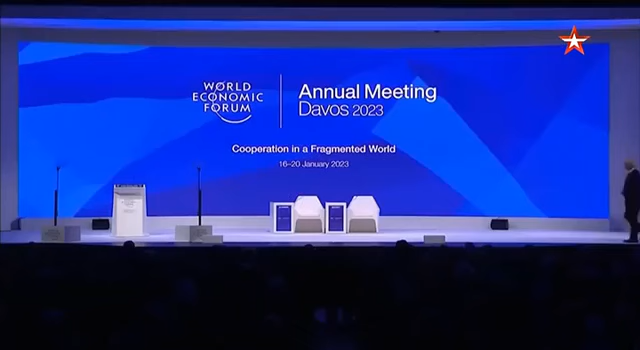 WORLD
ECONOMIC
FORUM
Annual Meeting
Davos 2023
Cooperation in a Fragmented World
16–20 January 2023